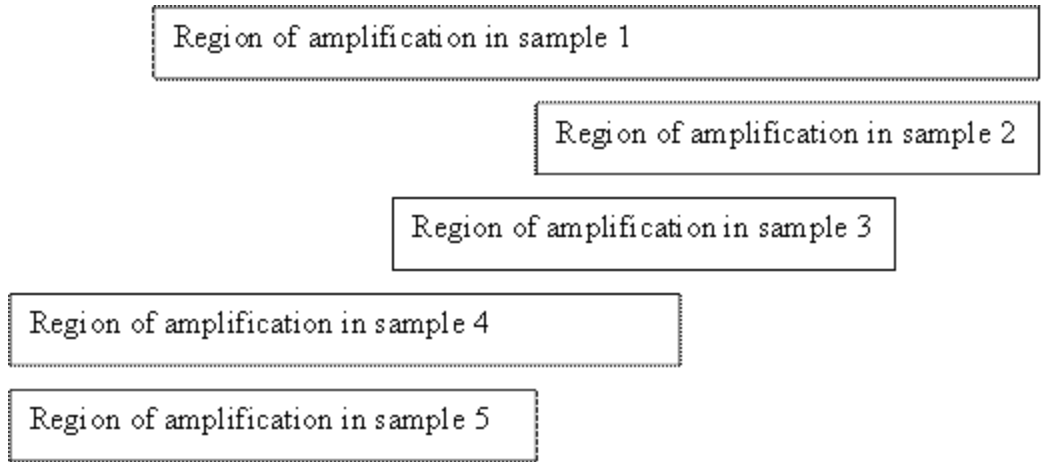 Region of amplification in sample 1
Region of amplification in sample 2
Region of amplification in sample 3
Region of amplification in sample 4
Region of amplification in sample 5